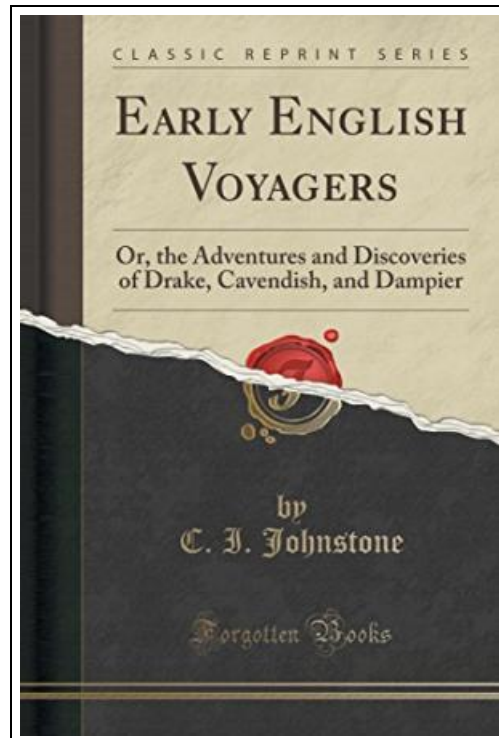 CLASSIC REPRINT SERIES
EARLY ENGLISH
VOYAGERS
Or, the Adventures and Discoveries
of Drake, Cavendish, and Dampier
by
C. I. Johnstone
Forgotten Books